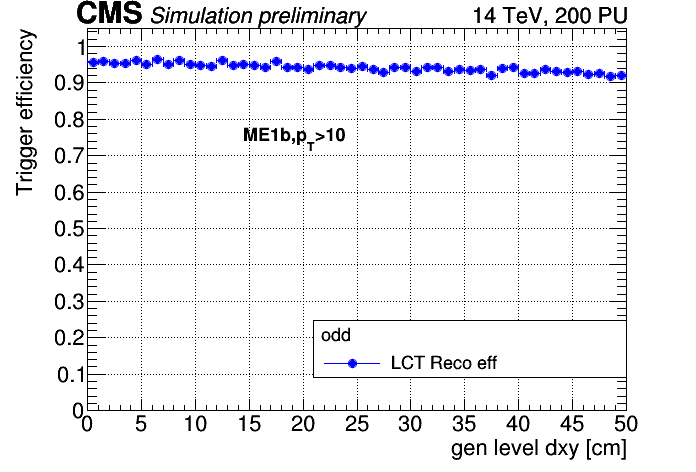 CMS Simulation preliminary 14 TeV, 200 PU
Trigger efficiency
1
0.9
0.8
0.7
0.6
0.5
0.4
0.3
0.2
0.1
0
ME1b,pT>10
odd
LCT Reco eff
0 5 10 15 20 25 30 35 40 45 50
gen level dxy [cm]